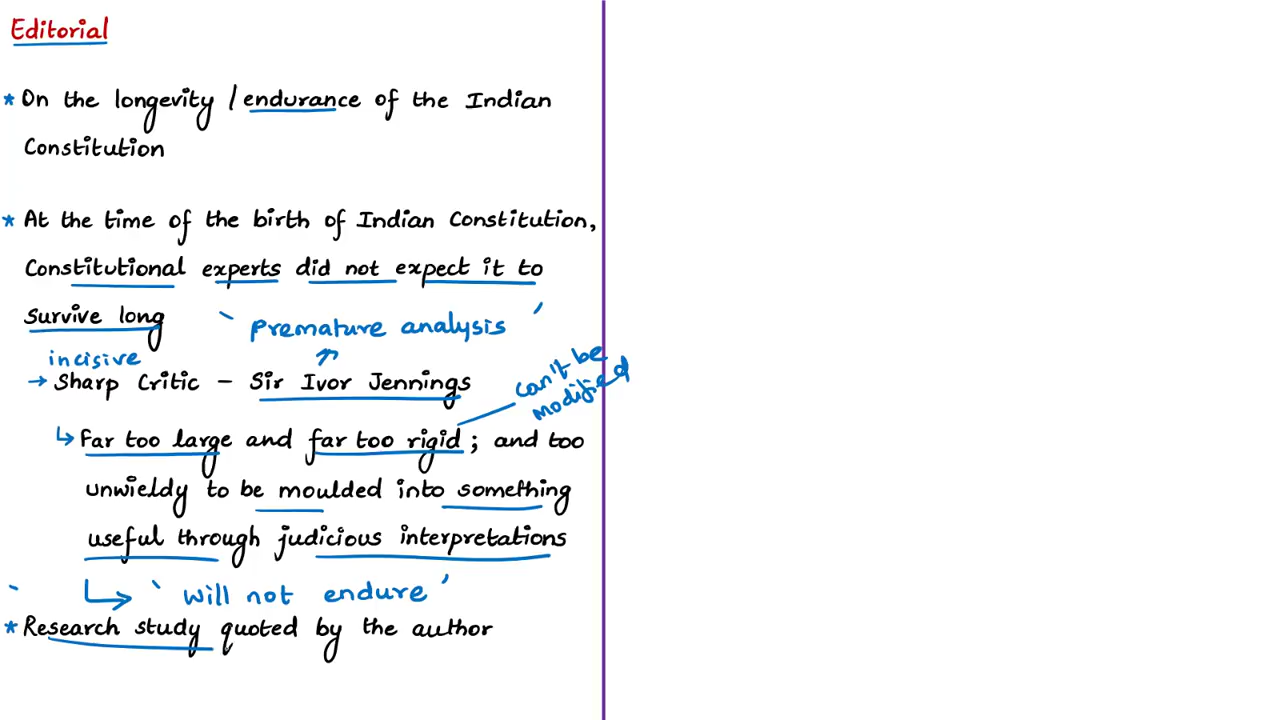 Editorial
* On the longevity / endurance of the Indian
Constitution
* At the time of the birth of Indian Constitution,
Constitutional experts did not expect it to
survive long
` premature analysis '
incisive
→ Sharp Critic - Sir Ivor Jennings
can't be
modified
↳ Far too large and far too rigid ; and too
unwieldy to be moulded into something
useful through judicious interpretations
` will not endure '
* Research study quoted by the author